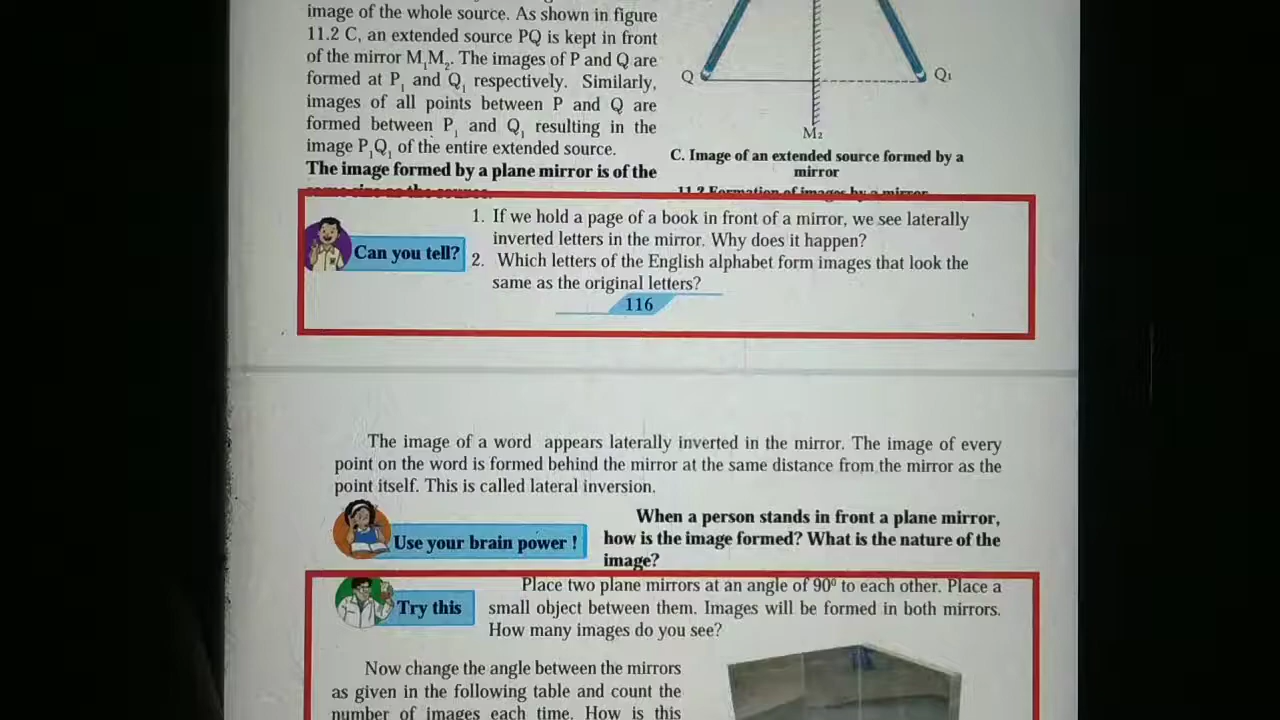 image of the whole source. As shown in figure
11.2 C, an extended source PQ is kept in front
of the mirror M1M2. The images of P and Q are
formed at P1 and Q1 respectively. Similarly,
images of all points between P and Q are
formed between P1 and Q1 resulting in the
image P1Q1 of the entire extended source.
The image formed by a plane mirror is of the
same size as the source.
Q
Q1
M2
C. Image of an extended source formed by a
mirror
11.2 Formation of images by a mirror
Can you tell?
1. If we hold a page of a book in front of a mirror, we see laterally
inverted letters in the mirror. Why does it happen?
2. Which letters of the English alphabet form images that look the
same as the original letters?
116
The image of a word appears laterally inverted in the mirror. The image of every
point on the word is formed behind the mirror at the same distance from the mirror as the
point itself. This is called lateral inversion.
Use your brain power !
When a person stands in front a plane mirror,
how is the image formed? What is the nature of the
image?
Try this
Place two plane mirrors at an angle of 90⁰ to each other. Place a
small object between them. Images will be formed in both mirrors.
How many images do you see?
Now change the angle between the mirrors
as given in the following table and count the
number of images each time. How is this